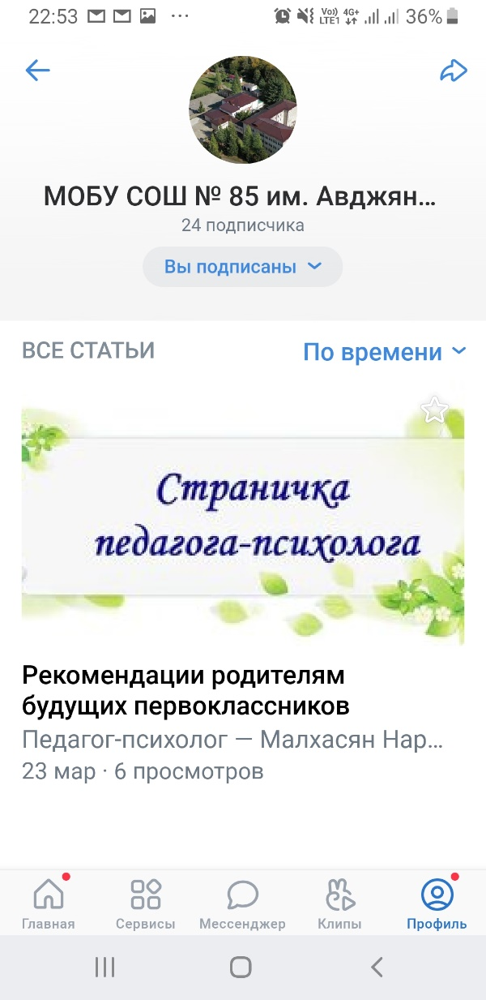 22:53
Vo)) 4G+
LTE1
36%
МОБУ СОШ № 85 им. Авджян...
24 подписчика
Вы подписаны
ВСЕ СТАТЬИ
По времени
Страничка
педагога-психолога
Рекомендации родителям
будущих первоклассников
Педагог-психолог — Малхасян Нар...
23 мар · 6 просмотров
Главная
Сервисы
Мессенджер
Клипы
Профиль